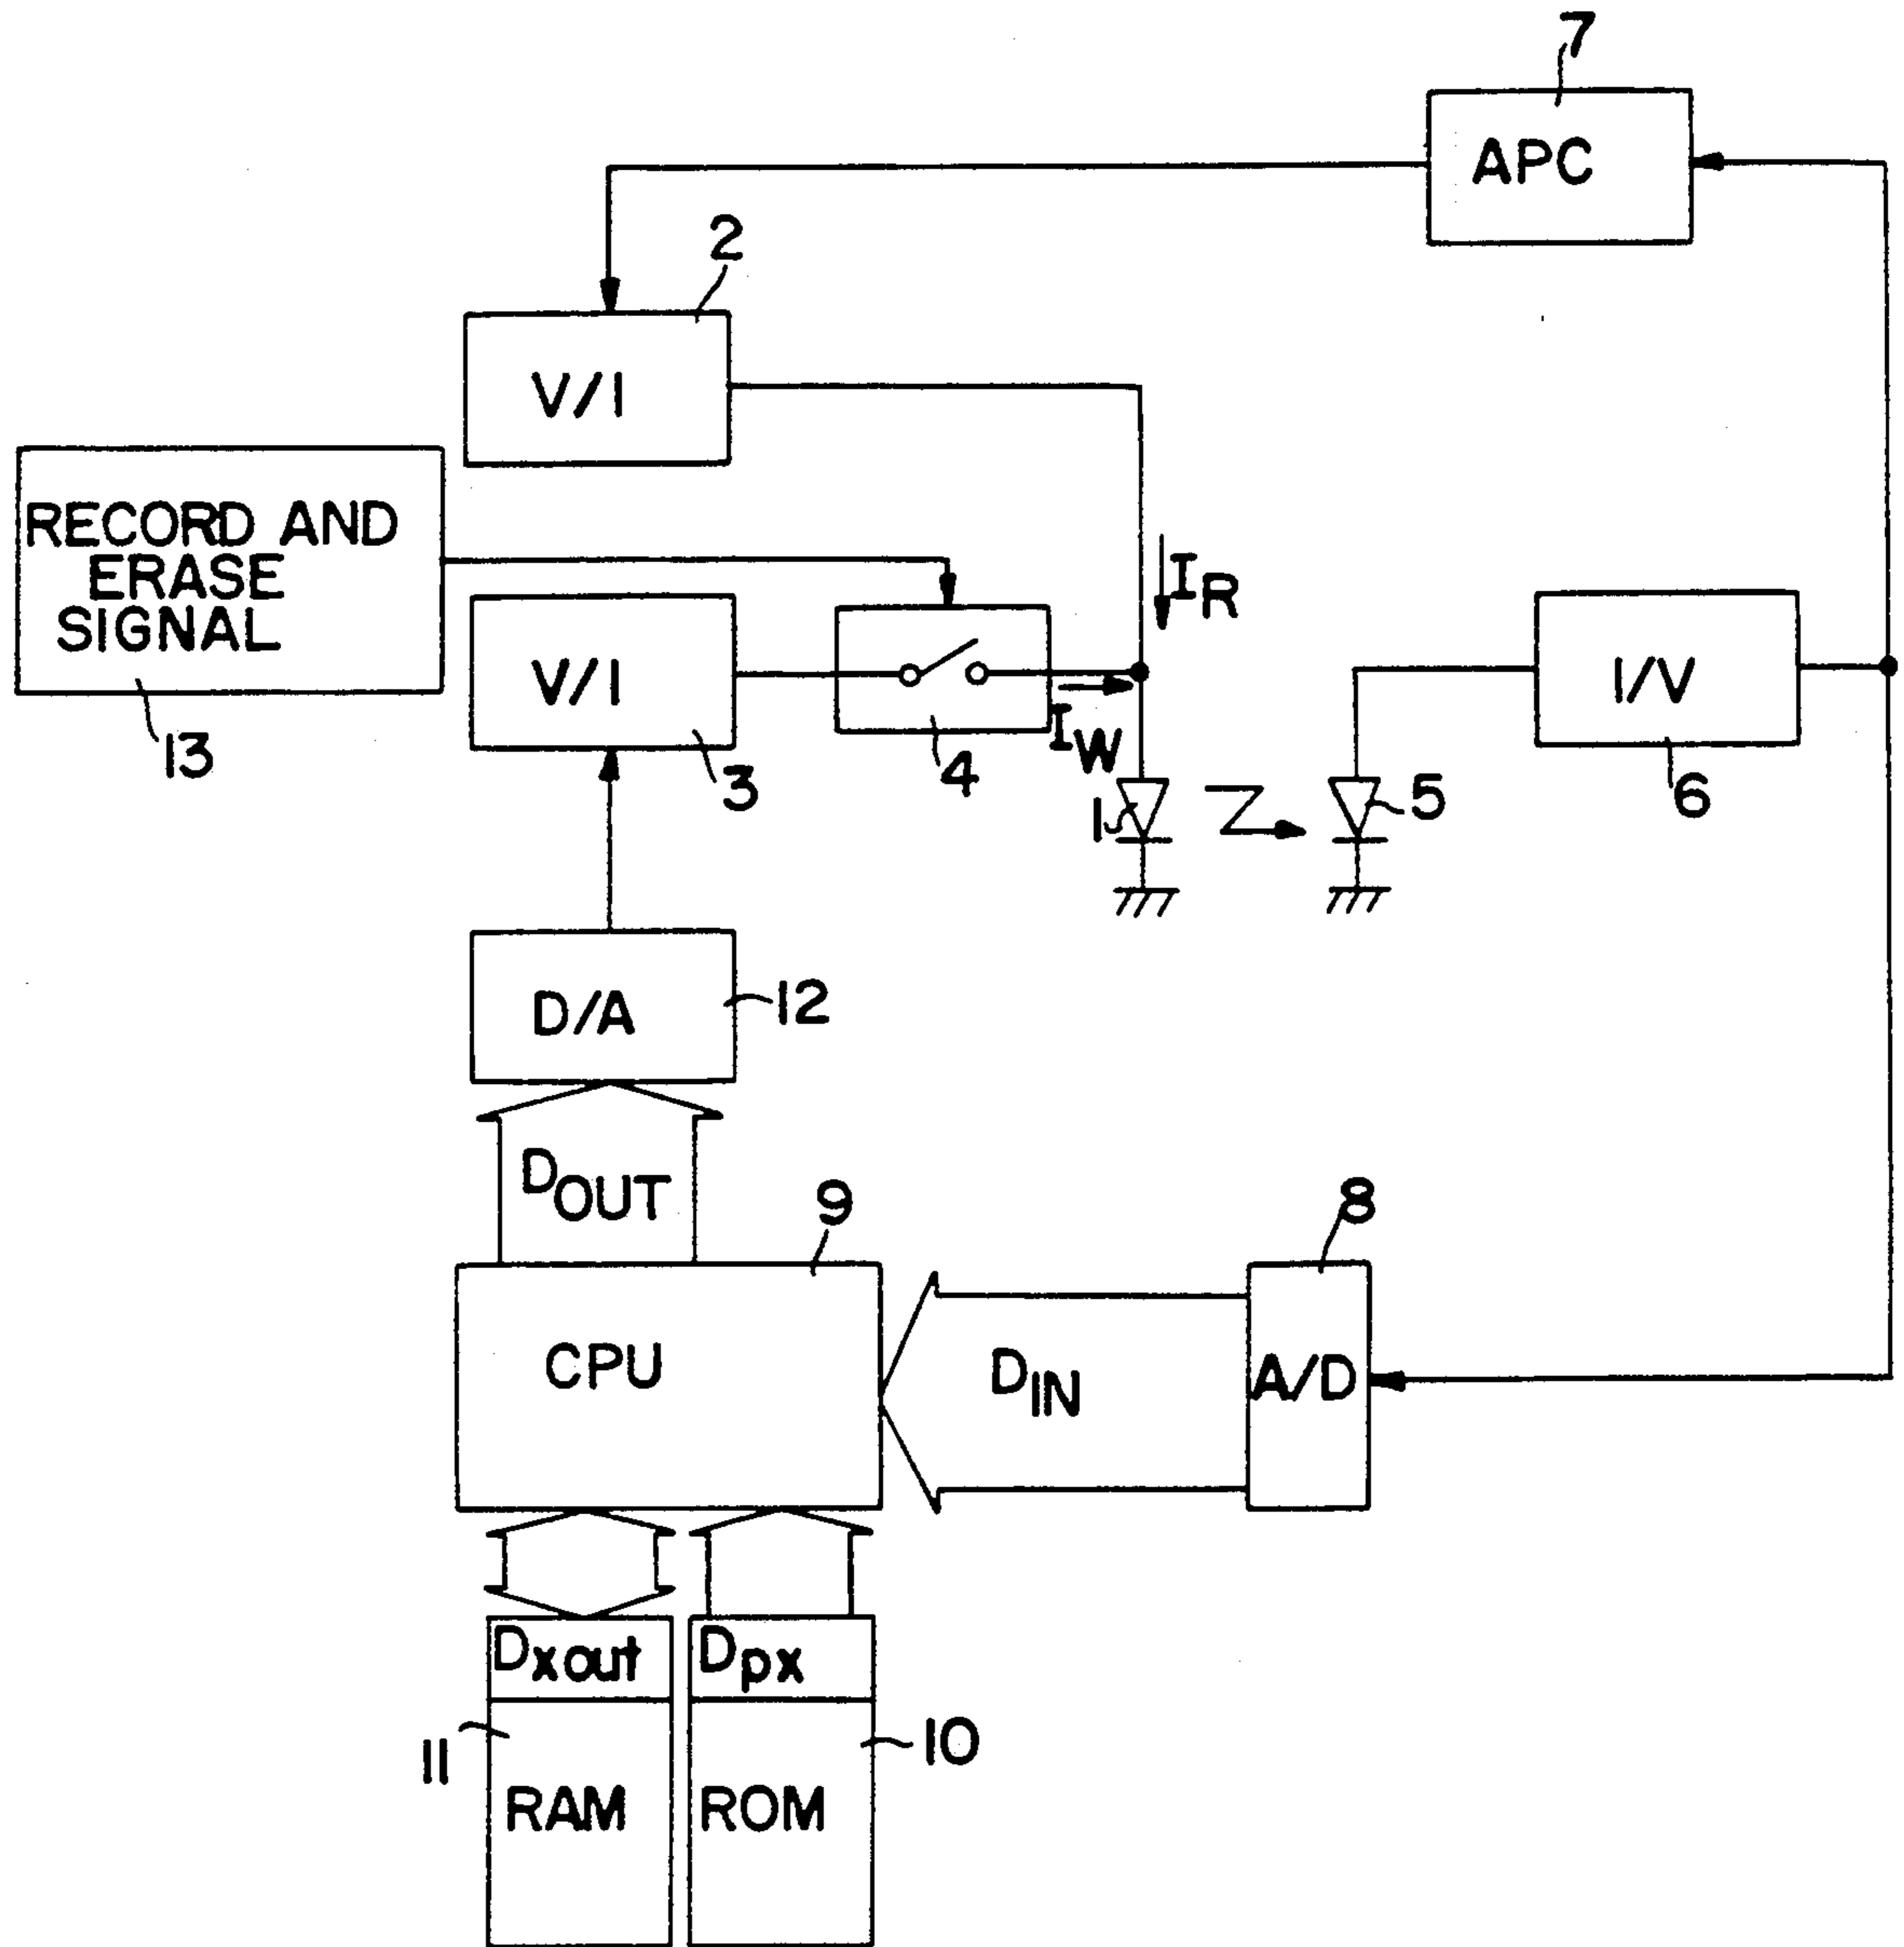 7
APC
2
V/I
RECORD AND
ERASE
SIGNAL
13
V/I
3
4
IR
IW
1
5
I/V
6
D/A
12
DOUT
9
CPU
DIN
8
A/D
Dxout
Dpx
11
RAM
ROM
10